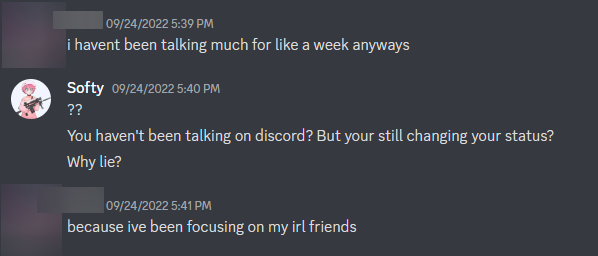 09/24/2022 5:39 PM
i havent been talking much for like a week anyways
Softy 09/24/2022 5:40 PM
??
You haven't been talking on discord? But your still changing your status?
Why lie?
09/24/2022 5:41 PM
because ive been focusing on my irl friends